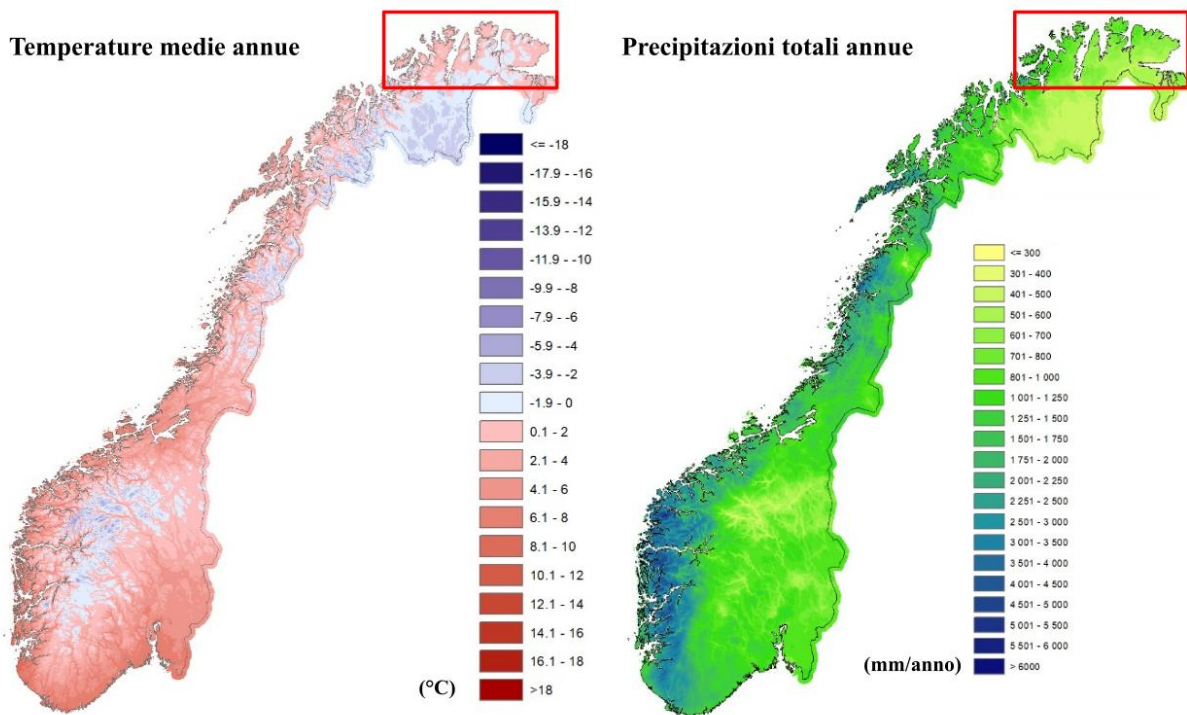 Temperature medie annue
<= -18
-17.9 - -16
-15.9 - -14
-13.9 - -12
-11.9 - -10
-9.9 - -8
-7.9 - -6
-5.9 - -4
-3.9 - -2
-1.9 - 0
0.1 - 2
2.1 - 4
4.1 - 6
6.1 - 8
8.1 - 10
10.1 - 12
12.1 - 14
14.1 - 16
16.1 - 18
>18
(°C)
Precipitazioni totali annue
<= 300
301 - 400
401 - 500
501 - 600
601 - 700
701 - 800
801 - 1 000
1 001 - 1 250
1 251 - 1 500
1 501 - 1 750
1 751 - 2 000
2 001 - 2 250
2 251 - 2 500
2 501 - 3 000
3 001 - 3 500
3 501 - 4 000
4 001 - 4 500
4 501 - 5 000
5 001 - 5 500
5 501 - 6 000
> 6000
(mm/anno)